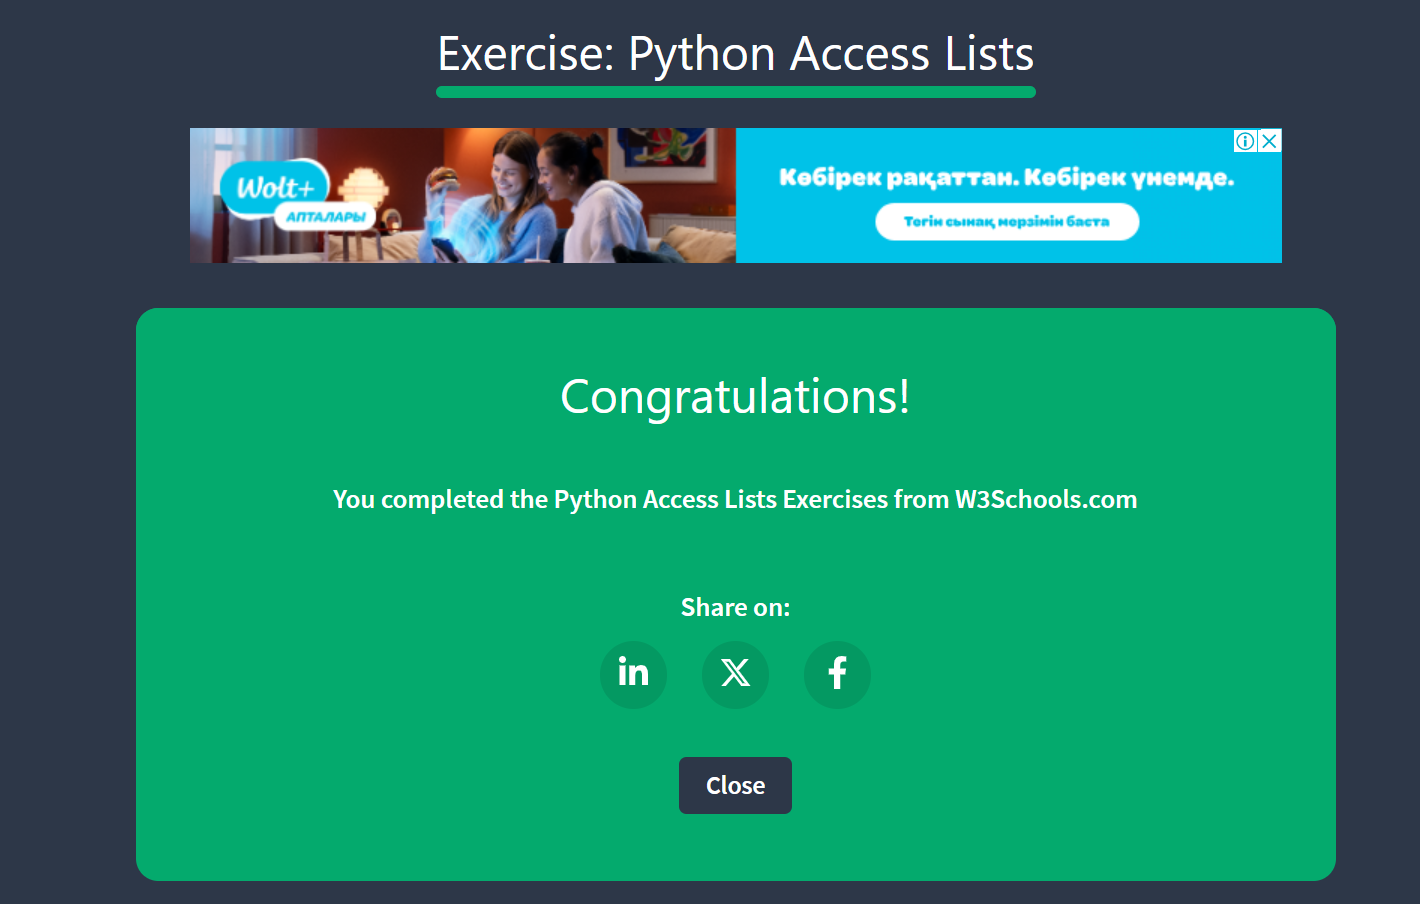 Exercise: Python Access Lists
Wolt+
АПТАЛАРЫ
Көбірек рақаттан. Көбірек үнемде.
Тегін сынақ мерзімін баста
Congratulations!
You completed the Python Access Lists Exercises from W3Schools.com
Share on:
in
X
f
Close